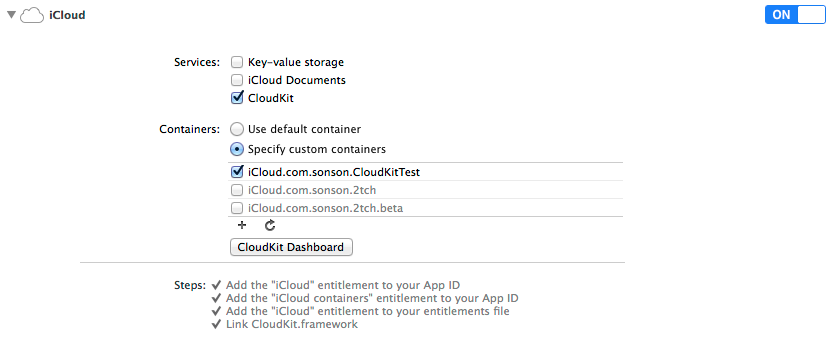 iCloud
ON
Services: Key-value storage
iCloud Documents
CloudKit
Containers: Use default container
Specify custom containers
iCloud.com.sonson.CloudKitTest
iCloud.com.sonson.2tch
iCloud.com.sonson.2tch.beta
CloudKit Dashboard
Steps: Add the "iCloud" entitlement to your App ID
Add the "iCloud containers" entitlement to your App ID
Add the "iCloud" entitlement to your entitlements file
Link CloudKit.framework